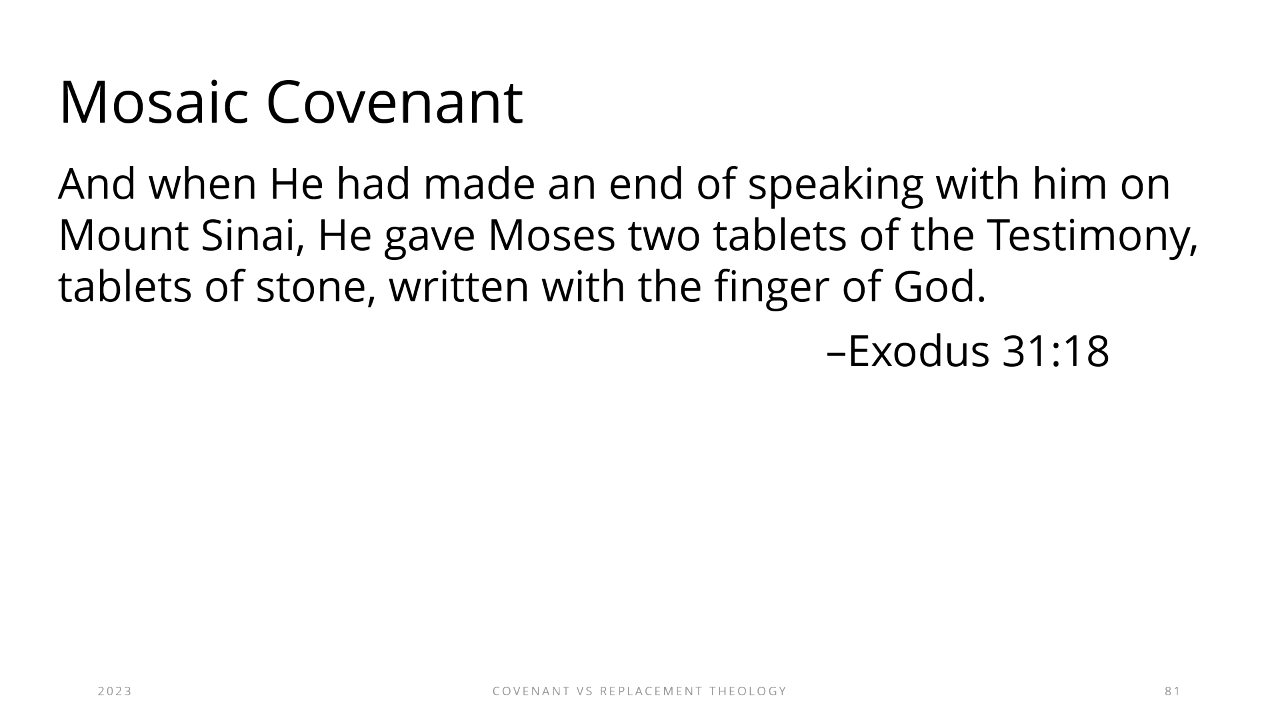 Mosaic Covenant
And when He had made an end of speaking with him on
Mount Sinai, He gave Moses two tablets of the Testimony,
tablets of stone, written with the finger of God.
–Exodus 31:18
2023
COVENANT VS REPLACEMENT THEOLOGY
81